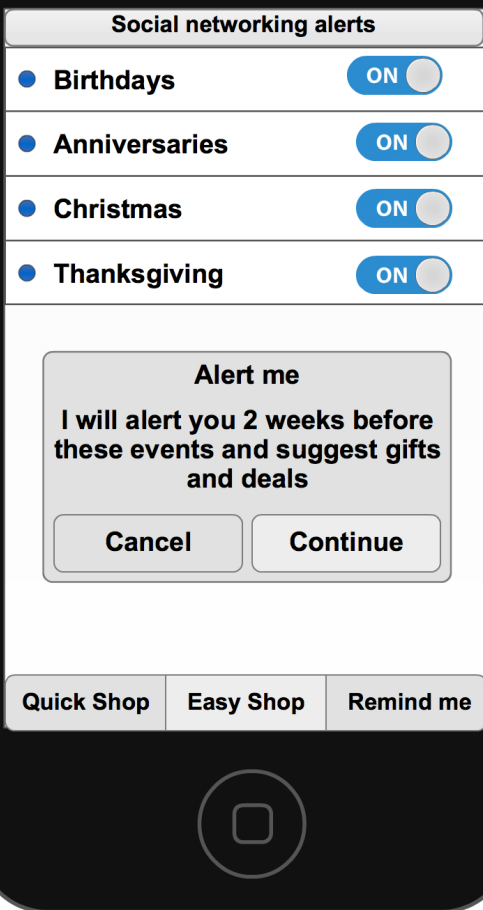 Social networking alerts
Birthdays ON
Anniversaries ON
Christmas ON
Thanksgiving ON
Alert me
I will alert you 2 weeks before
these events and suggest gifts
and deals
Cancel Continue
Quick Shop Easy Shop Remind me